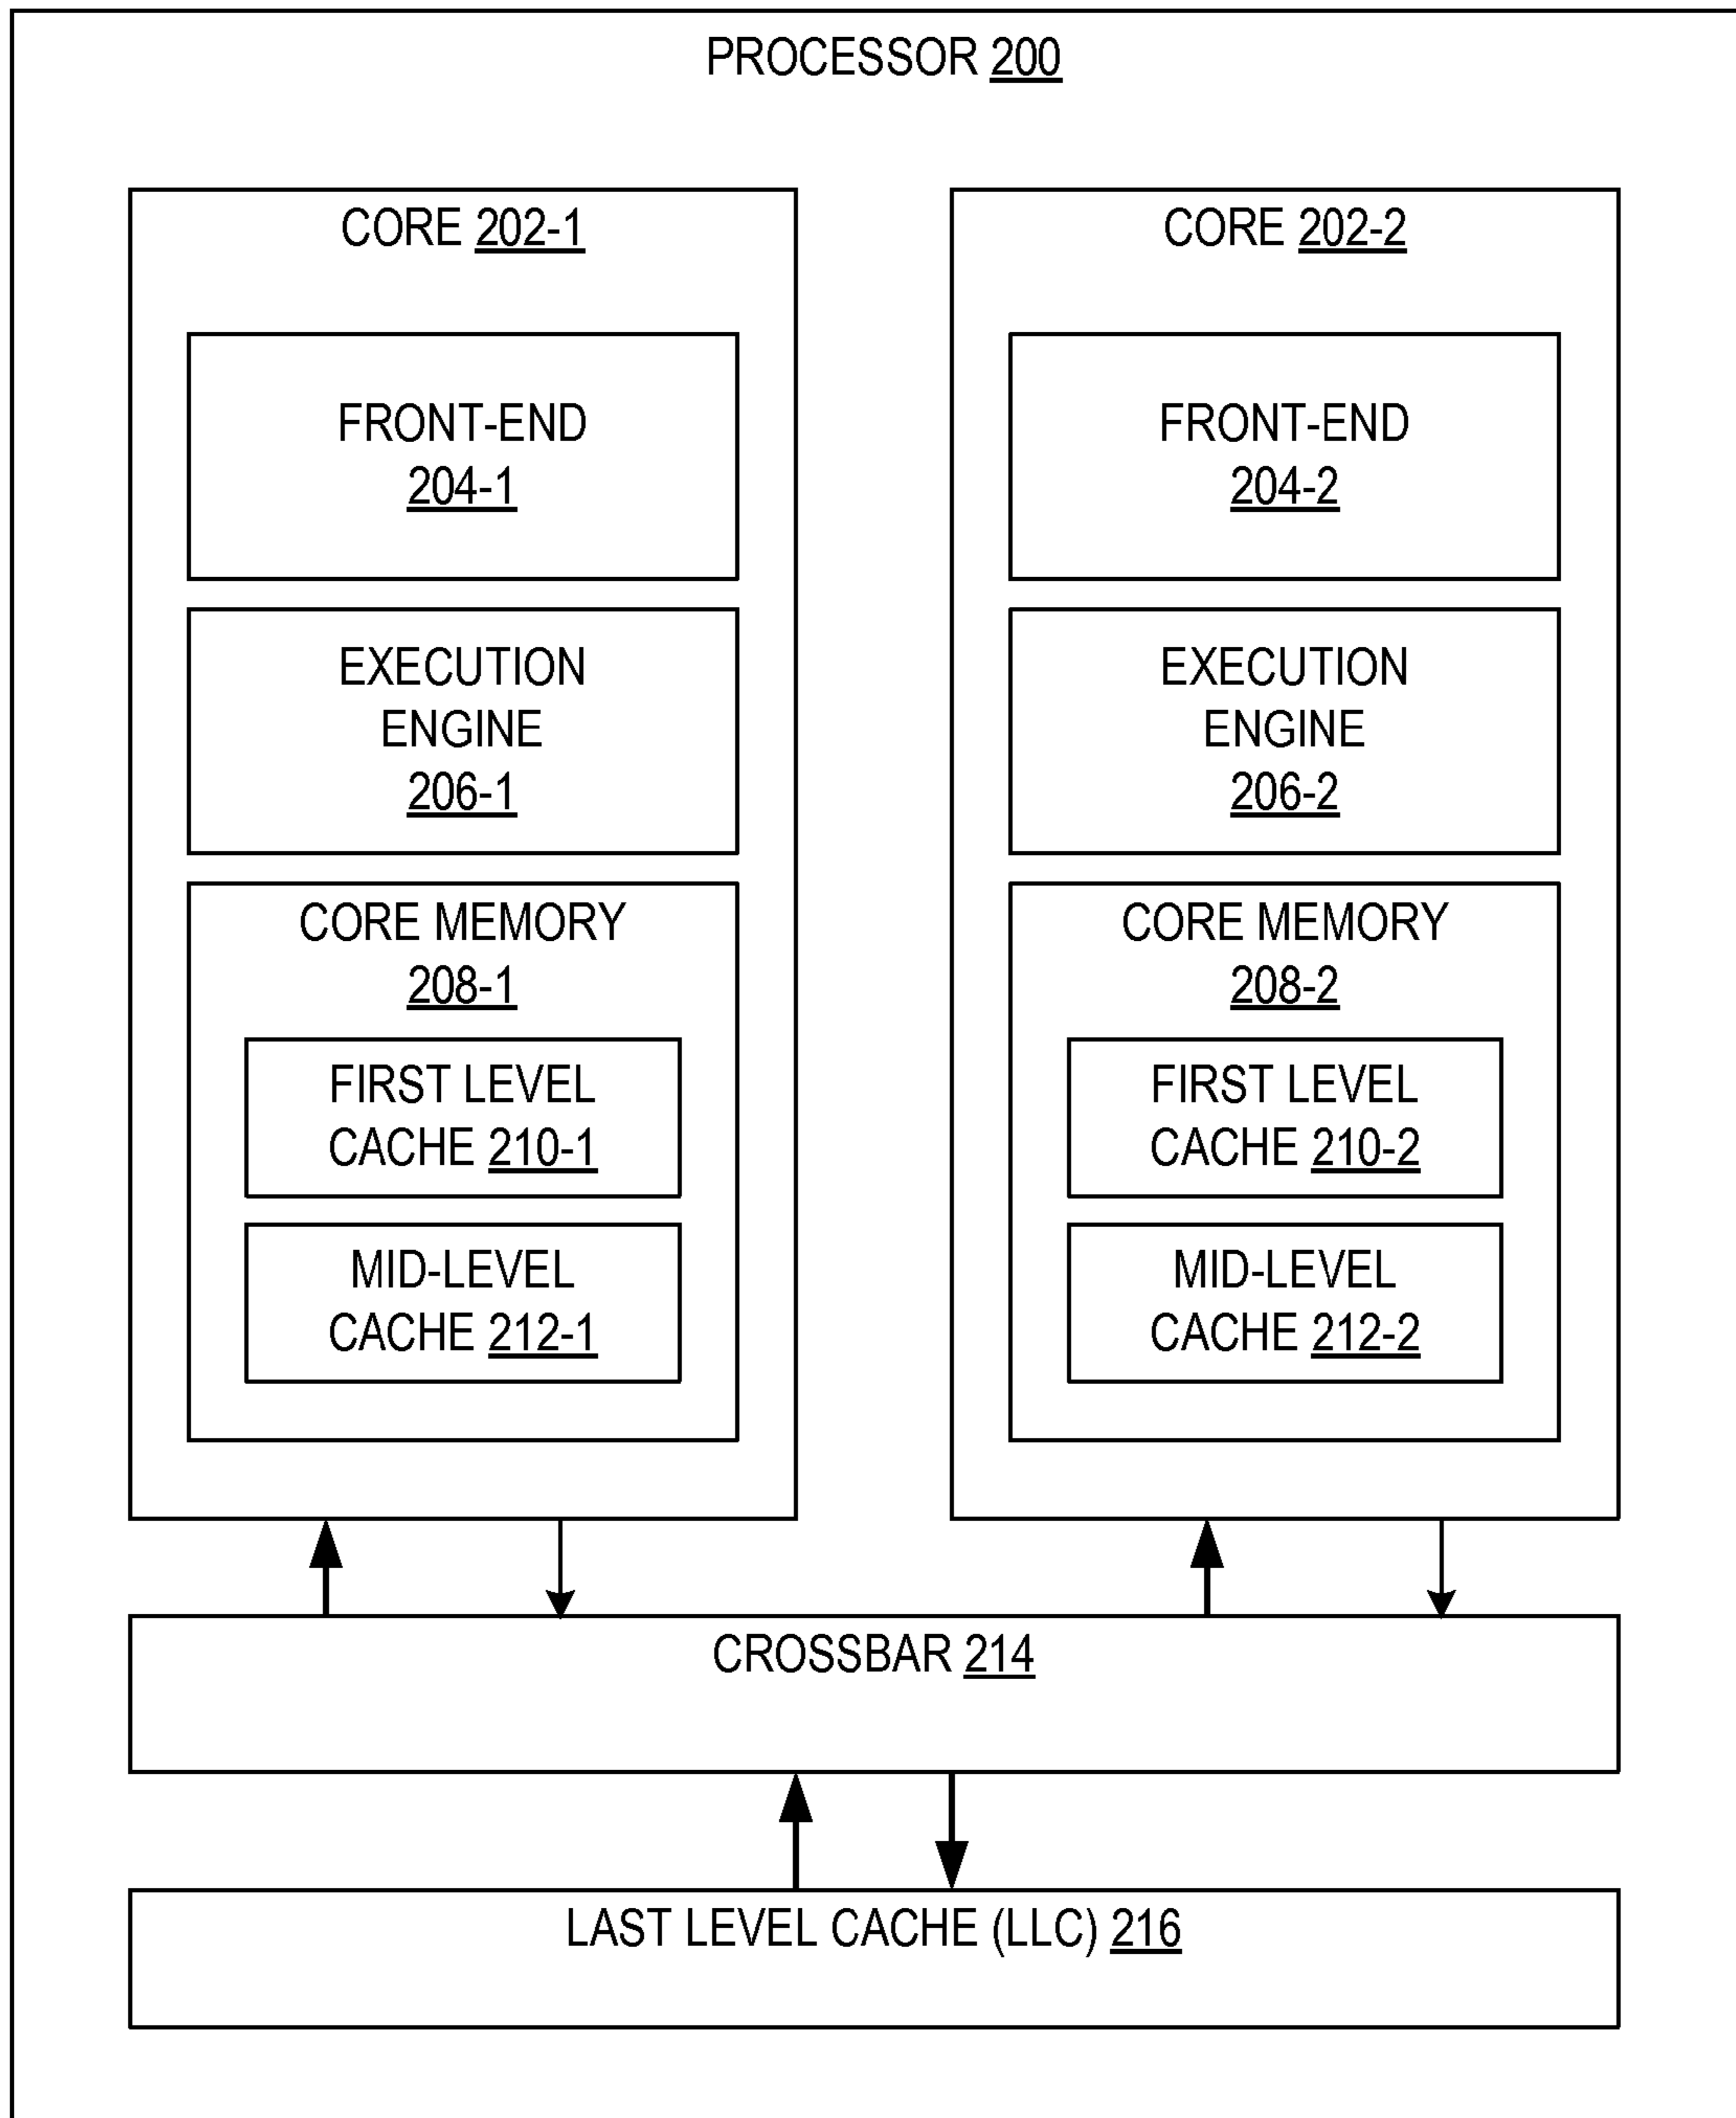 PROCESSOR 200
CORE 202-1
FRONT-END
204-1
EXECUTION
ENGINE
206-1
CORE MEMORY
208-1
FIRST LEVEL
CACHE 210-1
MID-LEVEL
CACHE 212-1
CORE 202-2
FRONT-END
204-2
EXECUTION
ENGINE
206-2
CORE MEMORY
208-2
FIRST LEVEL
CACHE 210-2
MID-LEVEL
CACHE 212-2
CROSSBAR 214
LAST LEVEL CACHE (LLC) 216